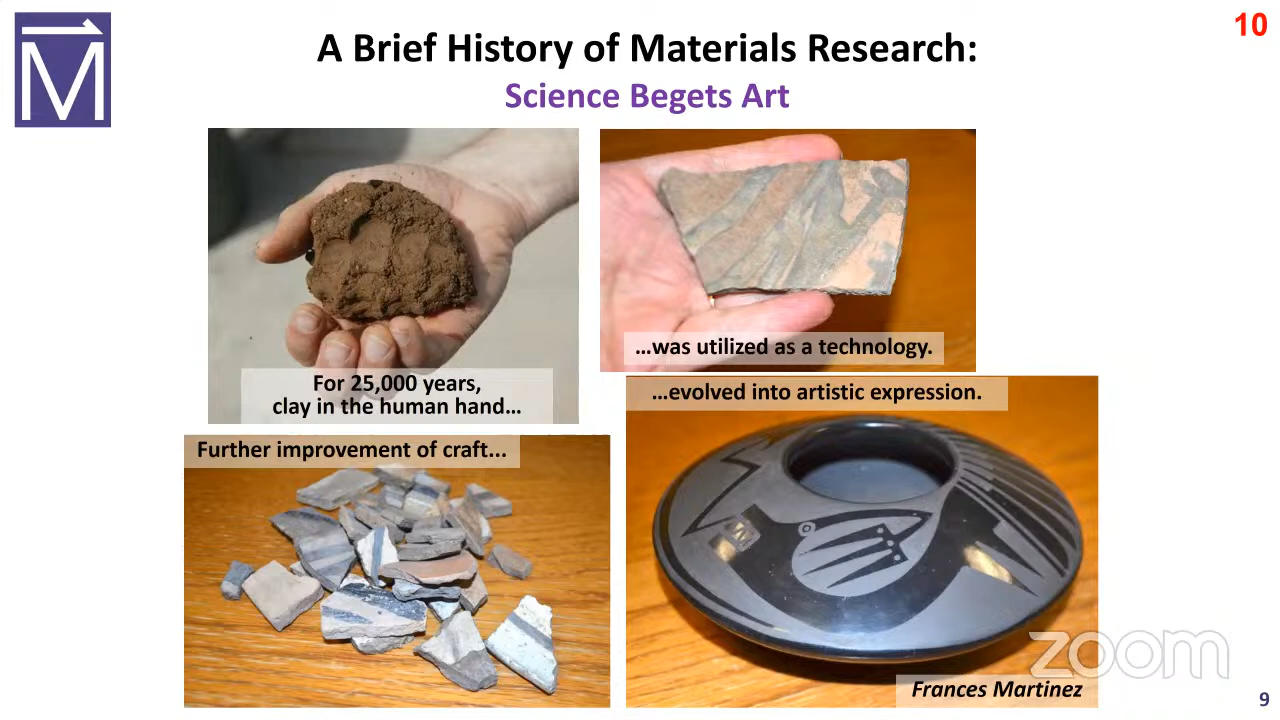 10
M
A Brief History of Materials Research:
Science Begets Art
For 25,000 years,
clay in the human hand…
…was utilized as a technology.
Further improvement of craft...
…evolved into artistic expression.
Frances Martinez
zoom
9